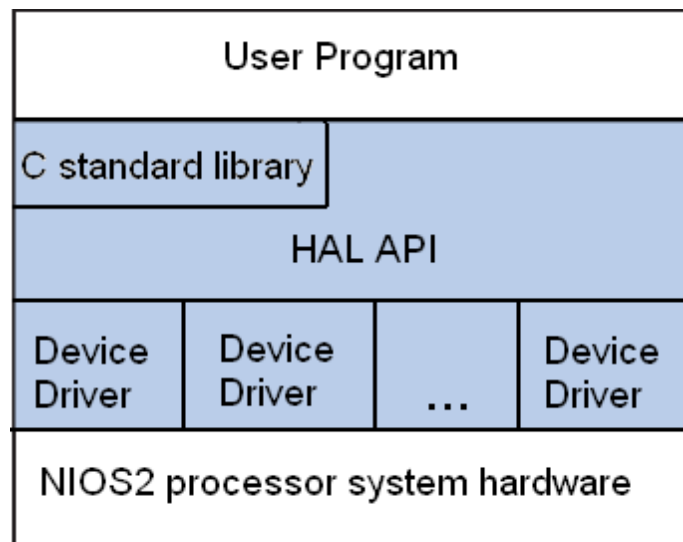 User Program
C standard library
HAL API
Device
Driver
Device
Driver
...
Device
Driver
NIOS2 processor system hardware